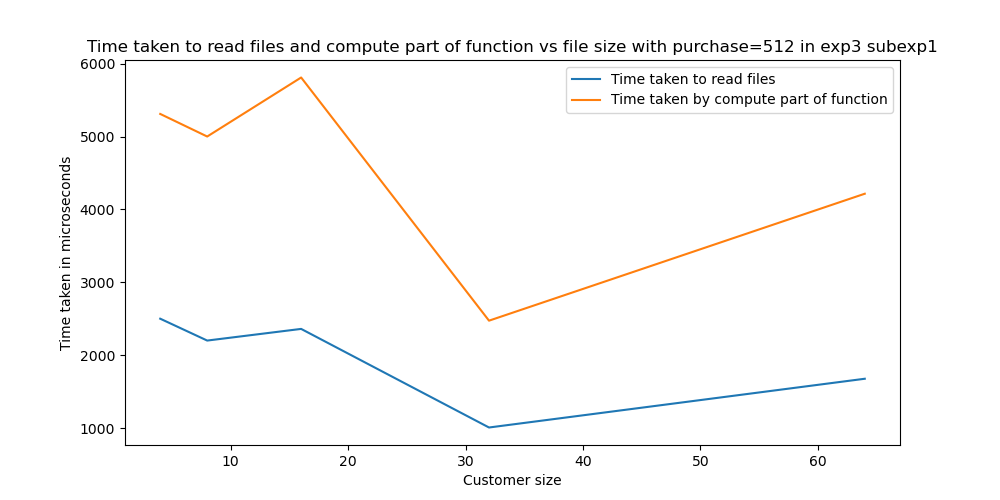 Time taken to read files and compute part of function vs file size with purchase=512 in exp3 subexp1
Time taken to read files
Time taken by compute part of function
Time taken in microseconds
6000
5000
4000
3000
2000
1000
10 20 30 40 50 60
Customer size